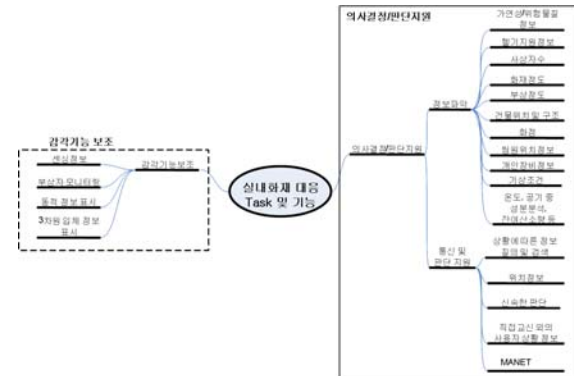 의사결정/판단지원
가연성/위험물질
정보
헬기지원정보
사상자수
화재정도
부상정도
건물위치 및 구조
화점
팀원위치정보
개인장비정보
기상조건
온도, 공기 중
성분분석,
잔여산소량 등
정보파악
의사결정/판단지원
통신 및
판단 지원
상황에 따른 정보
질의 및 검색
위치정보
신속한 판단
직접교신 외의
사용자 상황 정보
MANET
실내화재 대응
Task 및 기능
감각기능 보조
감각기능보조
센싱정보
부상자 모니터링
동적 정보 표시
3차원 입체 정보
표시